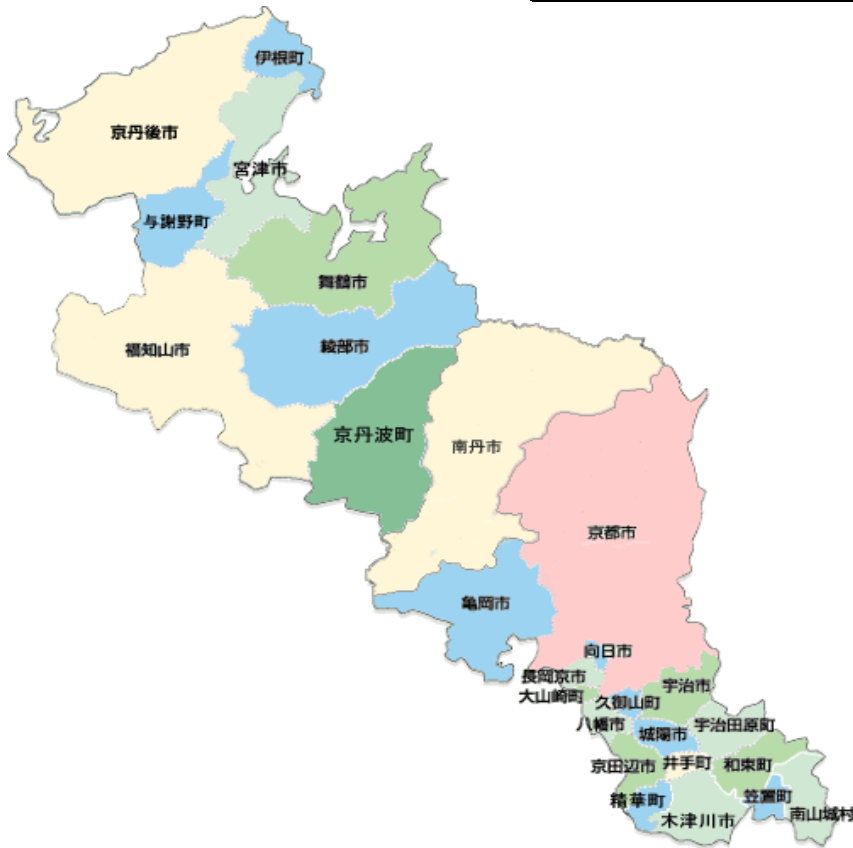 伊根町
京丹後市
宮津市
与謝野町
舞鶴市
綾部市
福知山市
京丹波町
南丹市
京都市
亀岡市
向日市
長岡京市
大山崎町
宇治市
久御山町
八幡市
宇治田原町
城陽市
京田辺市
井手町
和束町
精華町
笠置町
南山城村
木津川市